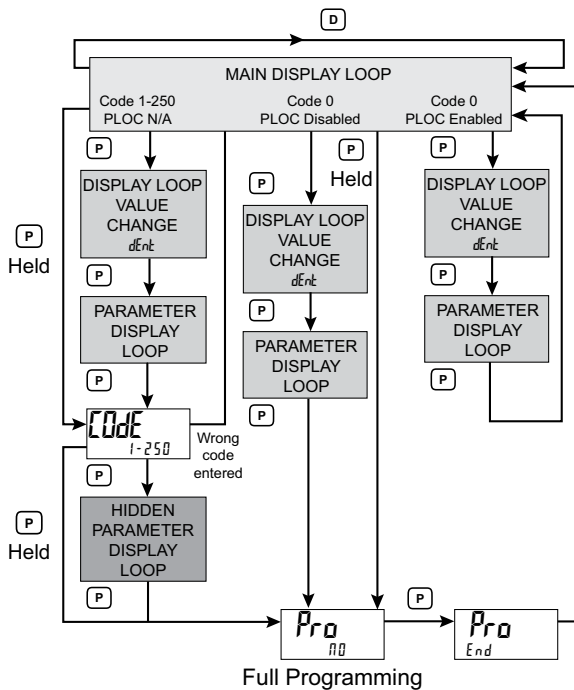 D
MAIN DISPLAY LOOP
Code 1-250
PLOC N/A
Code 0
PLOC Disabled
Code 0
PLOC Enabled
P
P
Held
P
P
DISPLAY LOOP
VALUE
CHANGE
dEnt
DISPLAY LOOP
VALUE
CHANGE
dEnt
DISPLAY LOOP
VALUE
CHANGE
dEnt
P
Held
P
P
P
PARAMETER
DISPLAY
LOOP
PARAMETER
DISPLAY
LOOP
PARAMETER
DISPLAY
LOOP
P
P
P
COdE
1-250
Wrong
code
entered
P
HIDDEN
PARAMETER
DISPLAY
LOOP
P
Held
P
Pro
NO
P
Pro
End
Full Programming